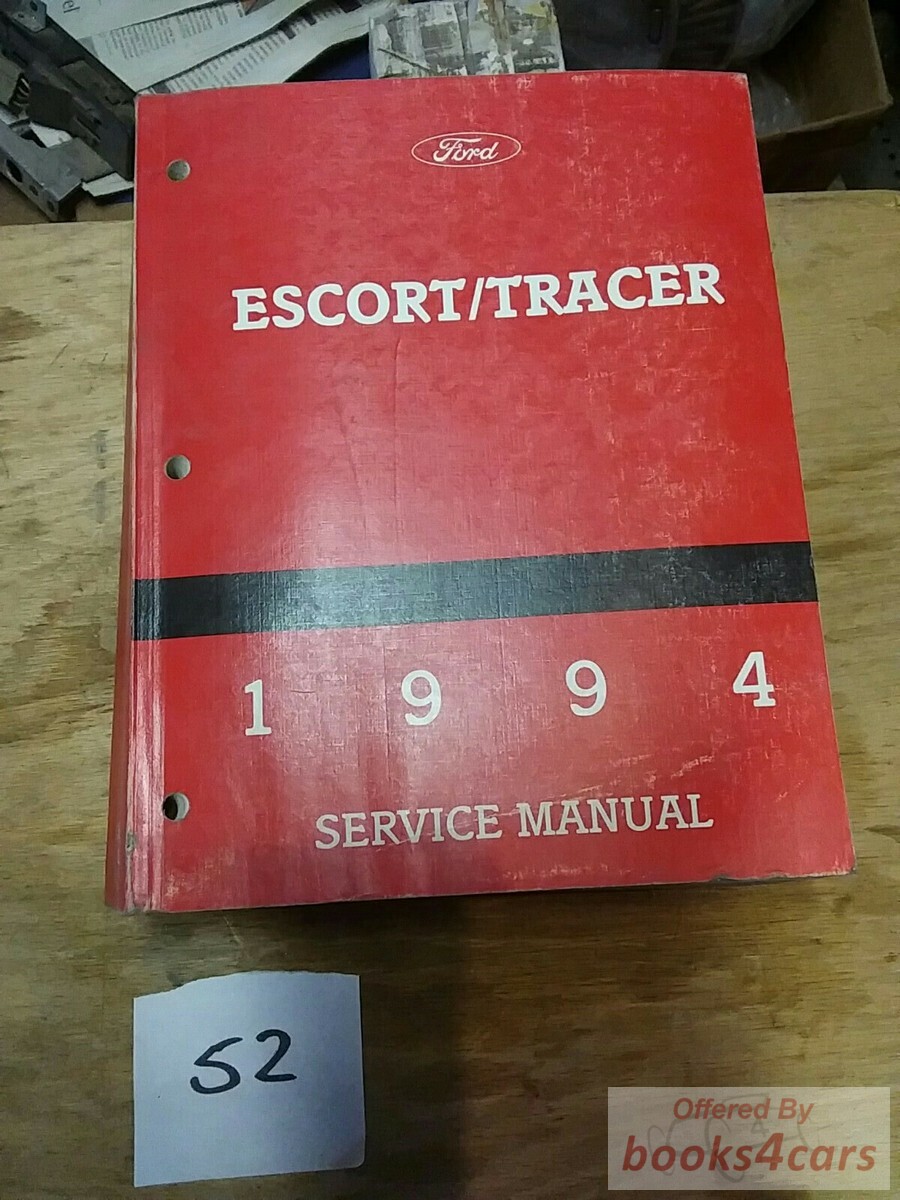 Ford
ESCORT/TRACER
1 9 9 4
SERVICE MANUAL
52
Offered By
books4cars